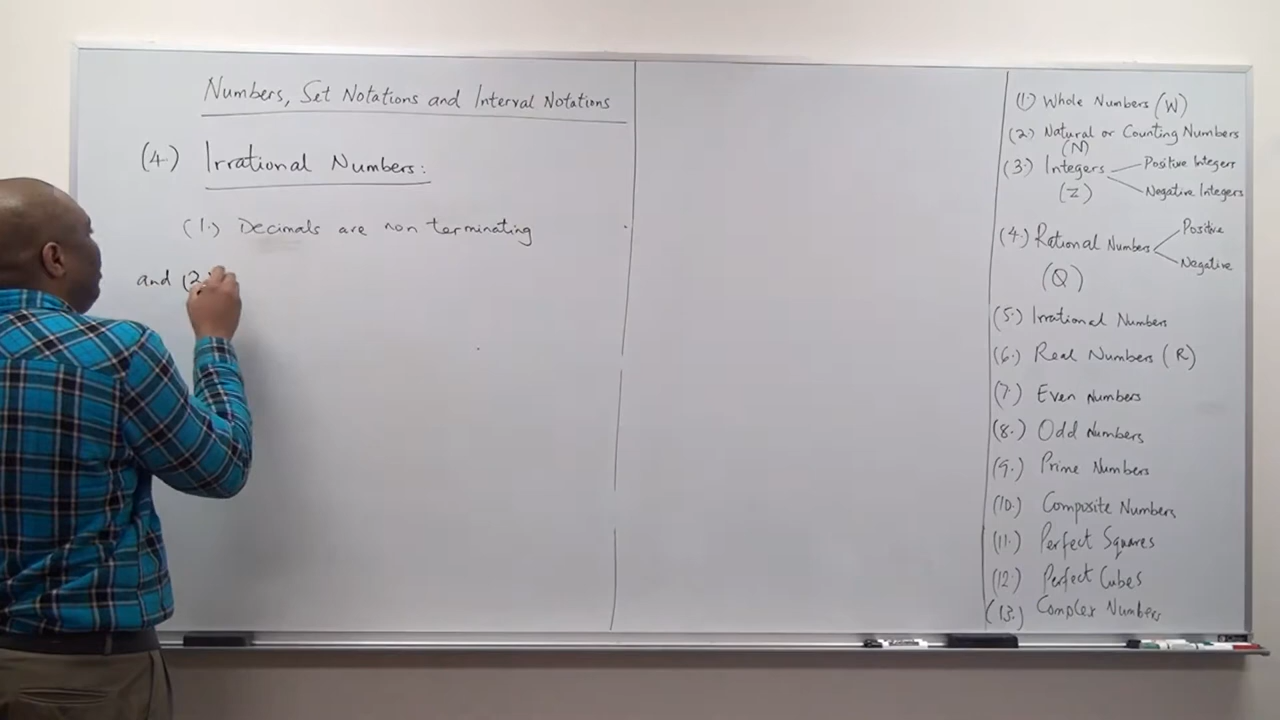 Numbers, Set Notations and Interval Notations
(4.) Irrational Numbers:
(1.) Decimals are non terminating
and (2.)
(1.) Whole Numbers (W)
(2.) Natural or Counting Numbers
(N)
(3.) Integers
Positive Integers
Negative Integers
(Z)
(4.) Rational Numbers
Positive
Negative
(Q)
(5.) Irrational Numbers
(6.) Real Numbers (R)
(7.) Even Numbers
(8.) Odd Numbers
(9.) Prime Numbers
(10.) Composite Numbers
(11.) Perfect Squares
(12.) Perfect Cubes
(13.) Complex Numbers